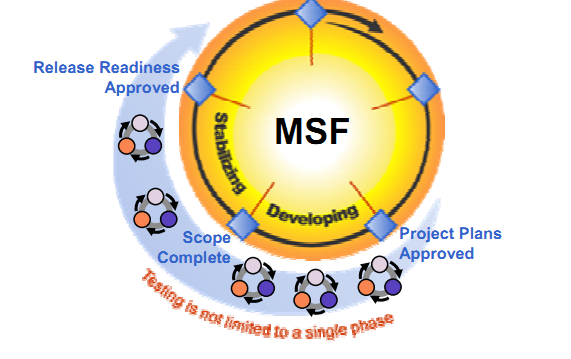 Release Readiness
Approved
MSF
Stabilizing
Developing
Scope
Complete
Project Plans
Approved
Testing is not limited to a single phase